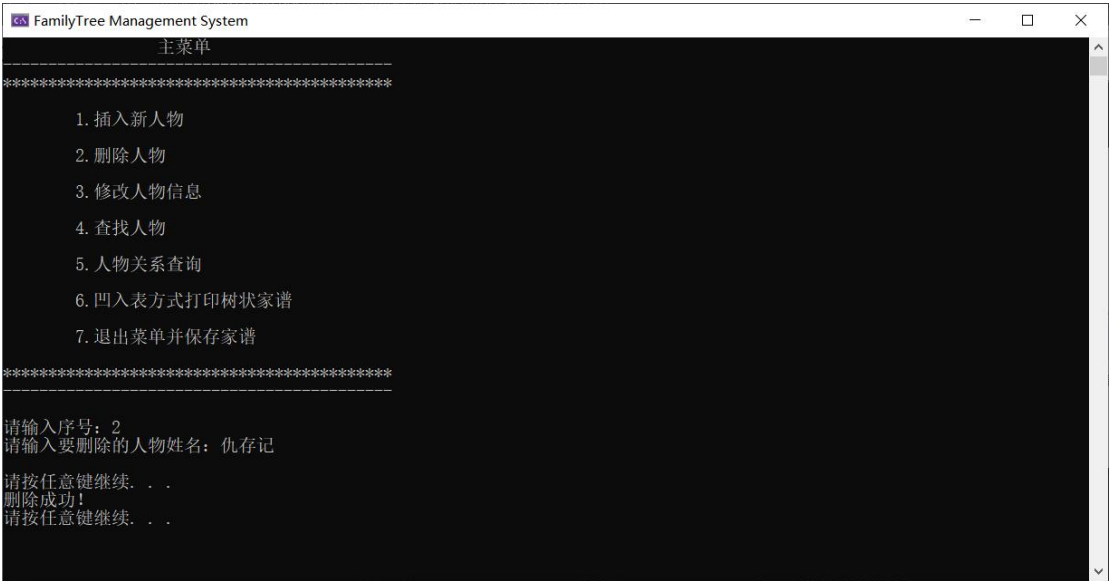 FamilyTree Management System
主菜单
-------------------------------------------
*******************************************
1.插入新人物
2.删除人物
3.修改人物信息
4.查找人物
5.人物关系查询
6.凹入表方式打印树状家谱
7.退出菜单并保存家谱
*******************************************
-------------------------------------------
请输入序号：2
请输入要删除的人物姓名：仇存记
请按任意键继续. . .
删除成功!
请按任意键继续. . .